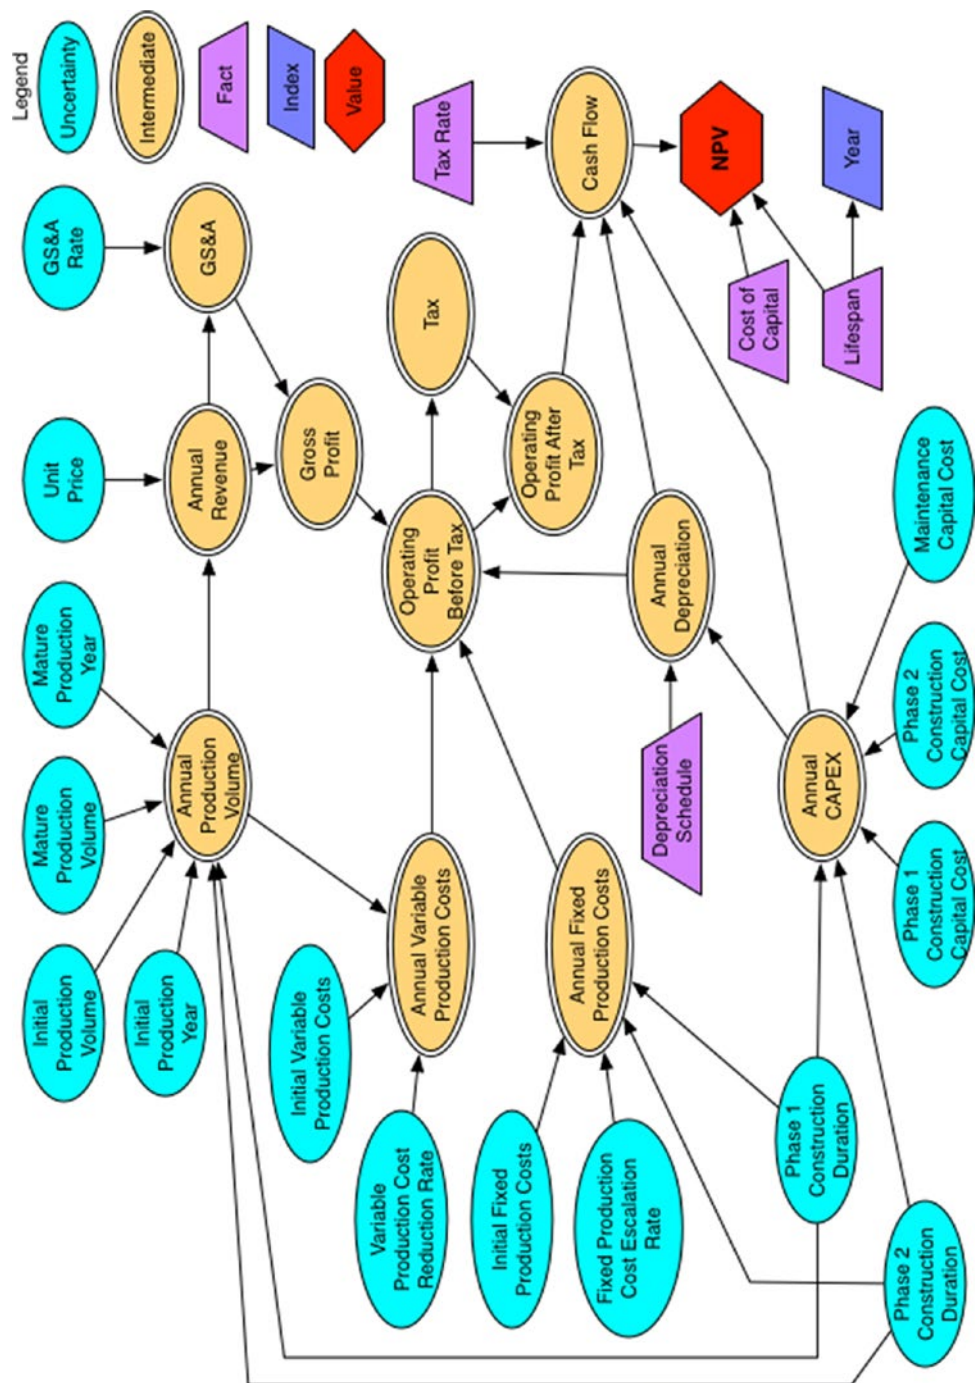 Legend
Initial
Production
Volume
Mature
Production
Volume
Mature
Production
Year
Unit
Price
GS&A
Rate
Uncertainty
Intermediate
Initial
Production
Year
Annual
Production
Volume
Annual
Revenue
GS&A
Fact
Initial Variable
Production Costs
Gross
Profit
Index
Value
Variable
Production Cost
Reduction Rate
Annual Variable
Production Costs
Operating
Profit
Before Tax
Tax
Tax Rate
Initial Fixed
Production Costs
Operating
Profit After
Tax
Fixed Production
Cost Escalation
Rate
Annual Fixed
Production Costs
Cash Flow
Depreciation
Schedule
Annual
Depreciation
NPV
Cost of
Capital
Phase 1
Construction
Duration
Annual
CAPEX
Lifespan
Year
Phase 2
Construction
Duration
Phase 1
Construction
Capital Cost
Phase 2
Construction
Capital Cost
Maintenance
Capital Cost